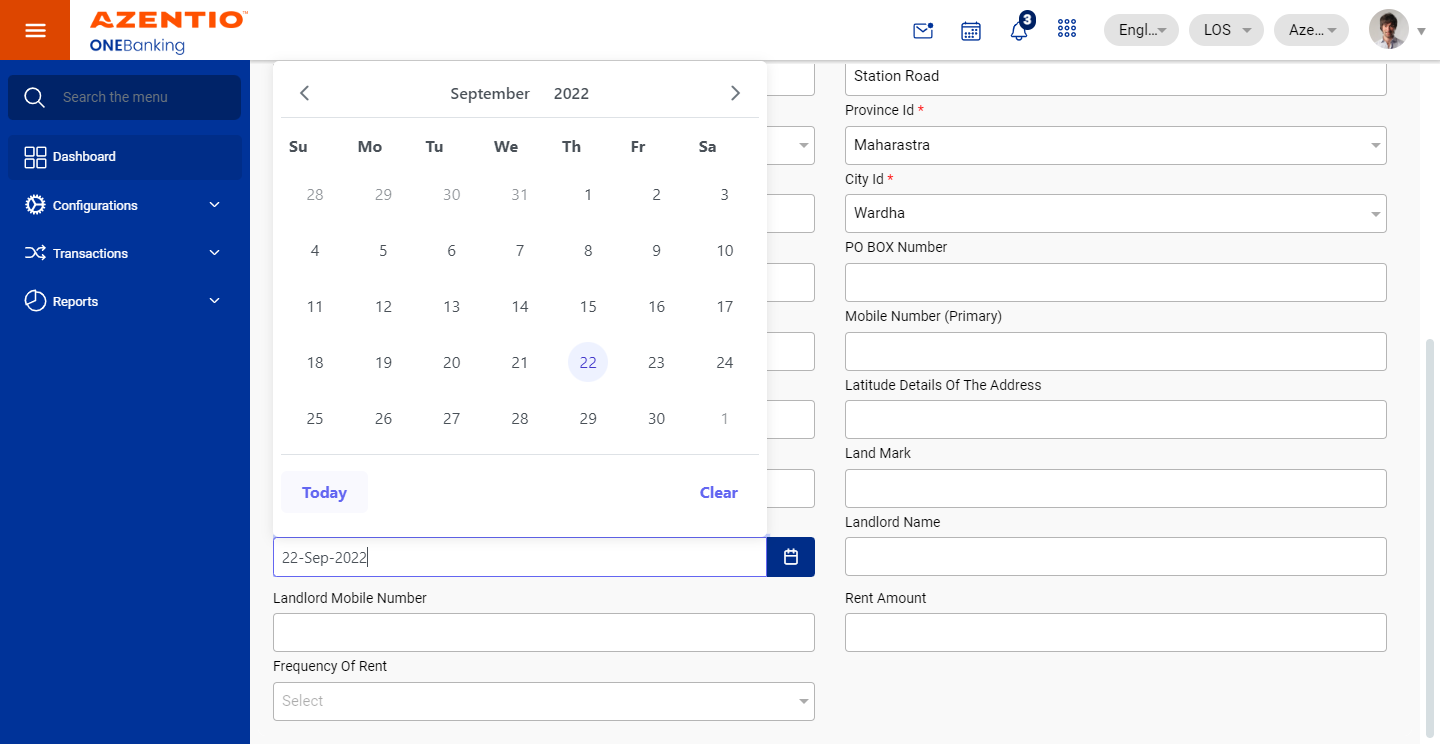 AZENTIO™
ONEBanking
3
Engl...
LOS
Aze...
Search the menu
Dashboard
Configurations
Transactions
Reports
September 2022
Su Mo Tu We Th Fr Sa
28 29 30 31 1 2 3
4 5 6 7 8 9 10
11 12 13 14 15 16 17
18 19 20 21 22 23 24
25 26 27 28 29 30 1
Today Clear
22-Sep-2022
Landlord Mobile Number
Frequency Of Rent
Select
Station Road
Province Id *
Maharastra
City Id *
Wardha
PO BOX Number
Mobile Number (Primary)
Latitude Details Of The Address
Land Mark
Landlord Name
Rent Amount